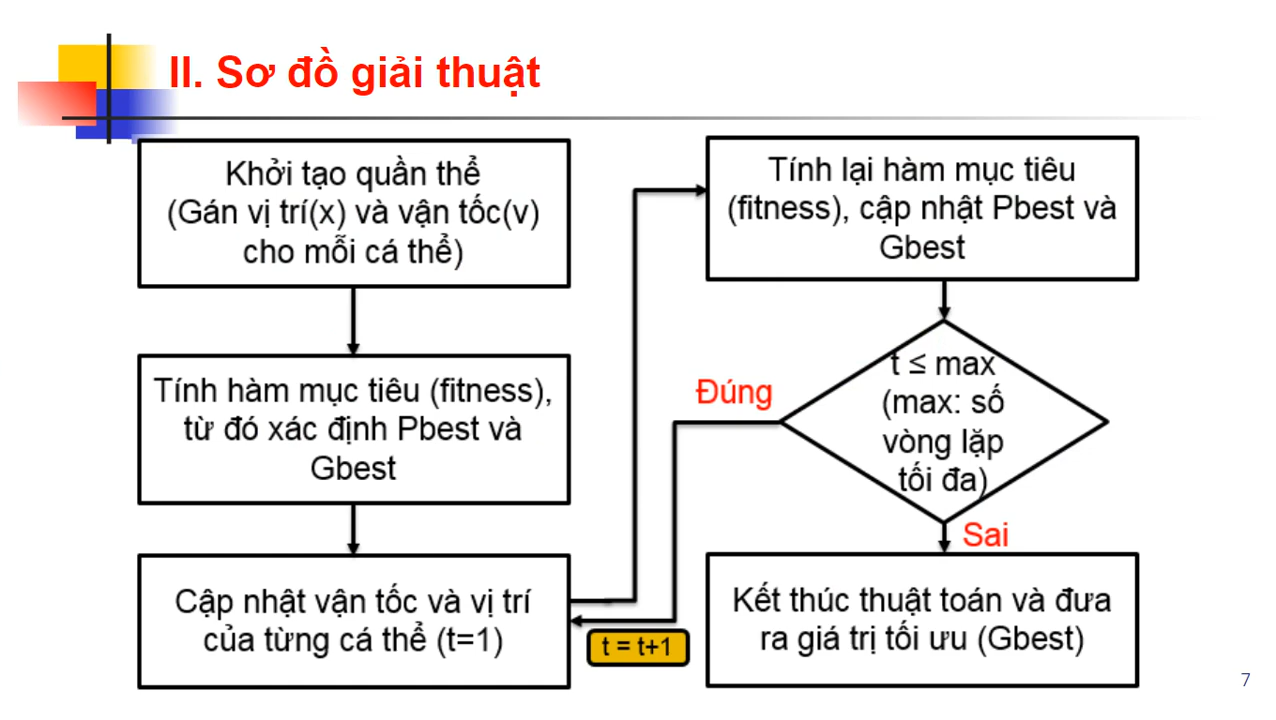 II. Sơ đồ giải thuật
Khởi tạo quần thể
(Gán vị trí(x) và vận tốc(v)
cho mỗi cá thể)
Tính hàm mục tiêu (fitness),
từ đó xác định Pbest và
Gbest
Cập nhật vận tốc và vị trí
của từng cá thể (t=1)
Tính lại hàm mục tiêu
(fitness), cập nhật Pbest và
Gbest
t ≤ max
(max: số
vòng lặp
tối đa)
Đúng
t = t+1
Sai
Kết thúc thuật toán và đưa
ra giá trị tối ưu (Gbest)
7